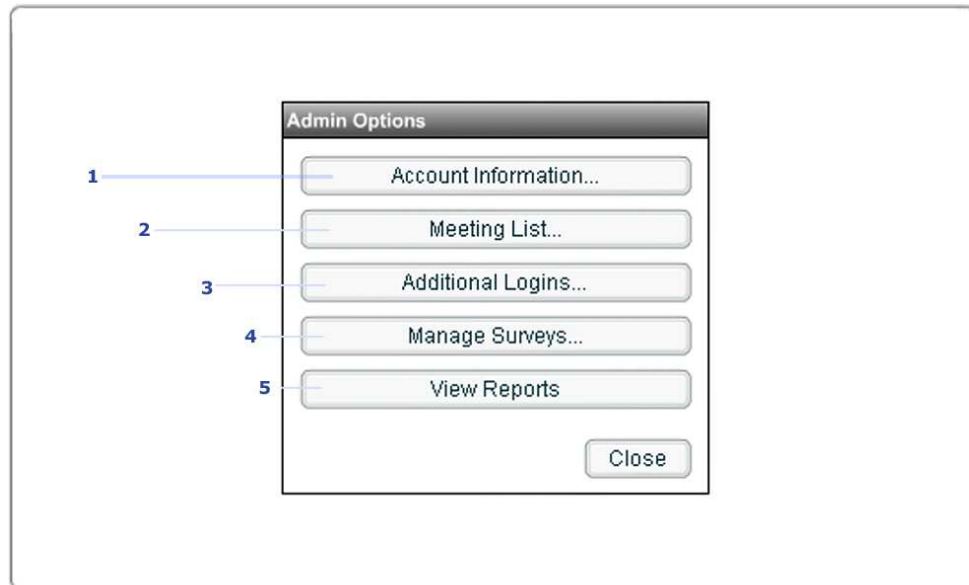 Admin Options
1 Account Information...
2 Meeting List...
3 Additional Logins...
4 Manage Surveys...
5 View Reports
Close